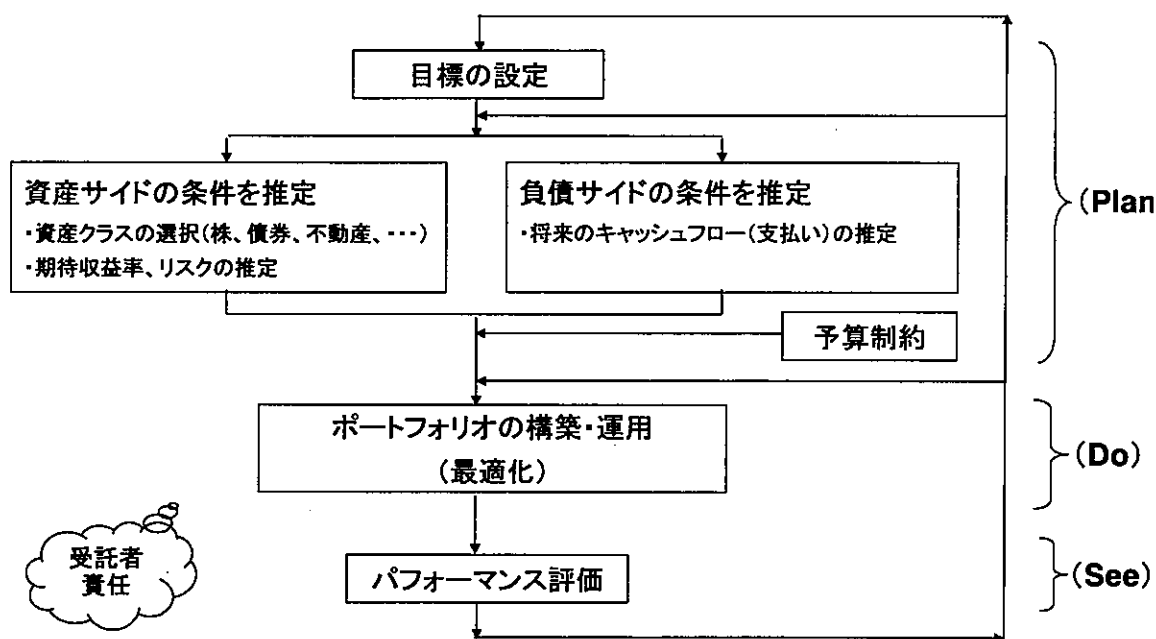 目標の設定
資産サイドの条件を推定
・資産クラスの選択(株、債券、不動産、・・・)
・期待収益率、リスクの推定
負債サイドの条件を推定
・将来のキャッシュフロー(支払い)の推定
予算制約
(Plan
ポートフォリオの構築・運用
(最適化)
(Do)
受託者
責任
パフォーマンス評価
(See)